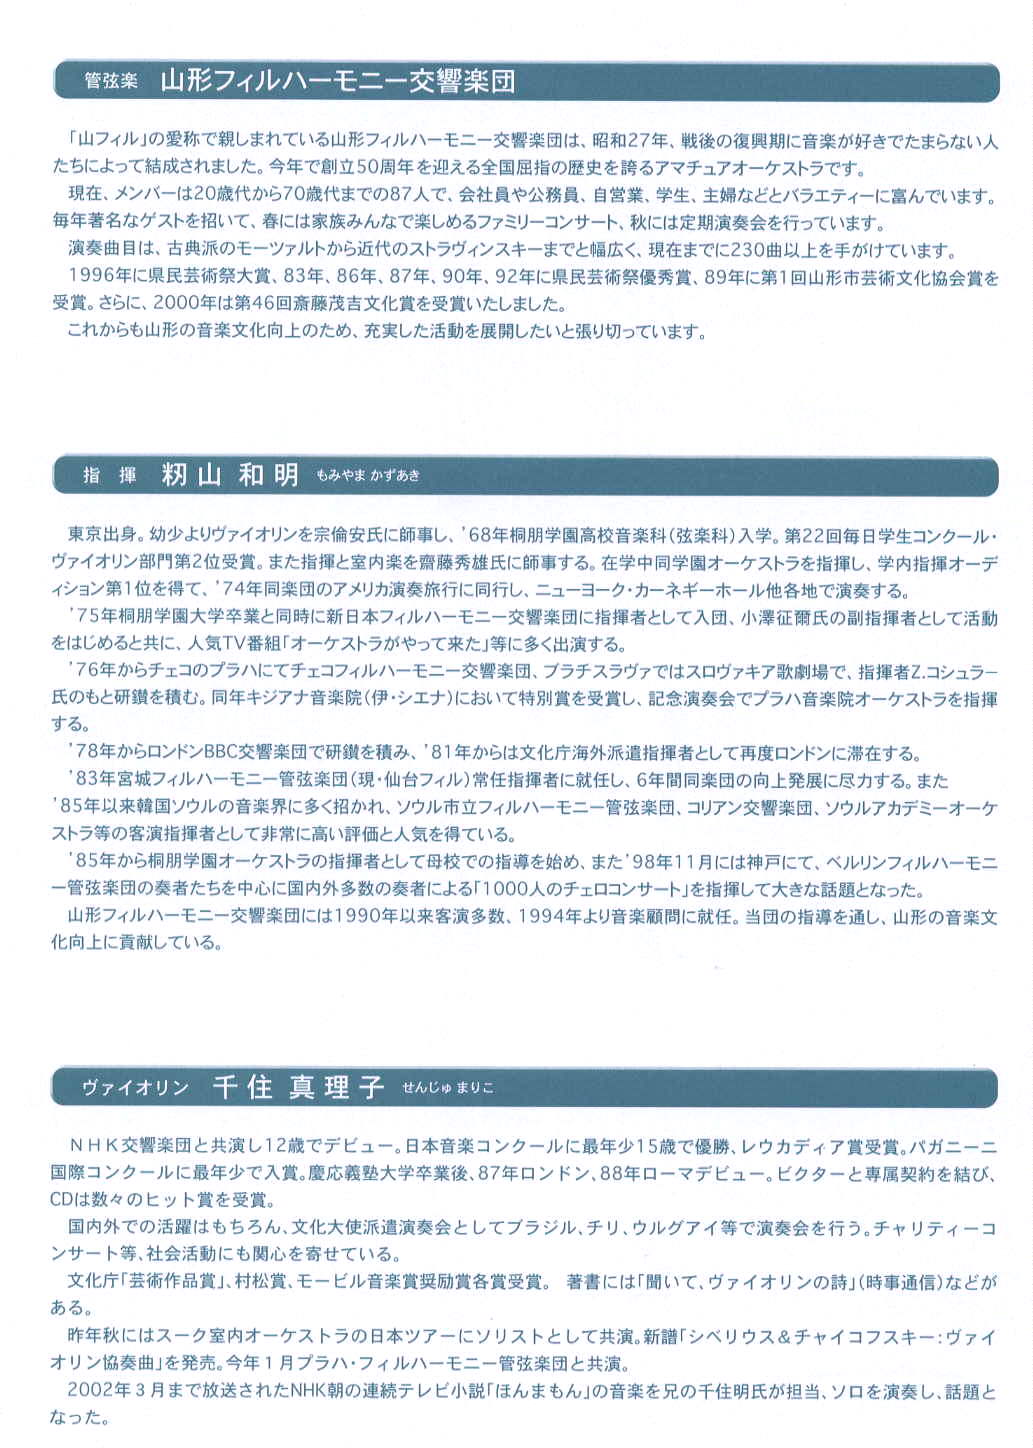 管弦楽 山形フィルハーモニー交響楽団
「山フィル」の愛称で親しまれている山形フィルハーモニー交響楽団は、昭和27年、戦後の復興期に音楽が好きでたまらない人
たちによって結成されました。今年で創立50周年を迎える全国屈指の歴史を誇るアマチュアオーケストラです。
現在、メンバーは20歳代から70歳代までの87人で、会社員や公務員、自営業、学生、主婦などとバラエティーに富んでいます。
毎年著名なゲストを招いて、春には家族みんなで楽しめるファミリーコンサート、秋には定期演奏会を行っています。
演奏曲目は、古典派のモーツァルトから近代のストラヴィンスキーまでと幅広く、現在までに230曲以上を手がけています。
1996年に県民芸術祭大賞、83年、86年、87年、90年、92年に県民芸術祭優秀賞、89年に第1回山形市芸術文化協会賞を
受賞。さらに、2000年は第46回斎藤茂吉文化賞を受賞いたしました。
これからも山形の音楽文化向上のため、充実した活動を展開したいと張り切っています。
指 揮 籾山 和明 もみやま かずあき
東京出身。幼少よりヴァイオリンを宗倫安氏に師事し、'68年桐朋学園高校音楽科（弦楽科）入学。第22回毎日学生コンクール・
ヴァイオリン部門第2位受賞。また指揮と室内楽を齋藤秀雄氏に師事する。在学中同学園オーケストラを指揮し、学内指揮オーデ
ィション第1位を得て、'74年同楽団のアメリカ演奏旅行に同行し、ニューヨーク・カーネギーホール他各地で演奏する。
'75年桐朋学園大学卒業と同時に新日本フィルハーモニー交響楽団に指揮者として入団、小澤征爾氏の副指揮者として活動
をはじめると共に、人気TV番組「オーケストラがやって来た」等に多く出演する。
'76年からチェコのプラハにてチェコフィルハーモニー交響楽団、ブラチスラヴァではスロヴァキア歌劇場で、指揮者Z.コシュラー
氏のもと研鑽を積む。同年キジアナ音楽院（伊・シエナ）において特別賞を受賞し、記念演奏会でプラハ音楽院オーケストラを指揮
する。
'78年からロンドンBBC交響楽団で研鑽を積み、'81年からは文化庁海外派遣指揮者として再度ロンドンに滞在する。
'83年宮城フィルハーモニー管弦楽団（現・仙台フィル）常任指揮者に就任し、6年間同楽団の向上発展に尽力する。また
'85年以来韓国ソウルの音楽界に多く招かれ、ソウル市立フィルハーモニー管弦楽団、コリアン交響楽団、ソウルアカデミーオーケ
ストラ等の客演指揮者として非常に高い評価と人気を得ている。
'85年から桐朋学園オーケストラの指揮者として母校での指導を始め、また'98年11月には神戸にて、ベルリンフィルハーモニ
ー管弦楽団の奏者たちを中心に国内外多数の奏者による「1000人のチェロコンサート」を指揮して大きな話題となった。
山形フィルハーモニー交響楽団には1990年以来客演多数、1994年より音楽顧問に就任。当団の指導を通し、山形の音楽文
化向上に貢献している。
ヴァイオリン 千住 真理子 せんじゅ まりこ
ＮＨＫ交響楽団と共演し12歳でデビュー。日本音楽コンクールに最年少15歳で優勝、レウカディア賞受賞。パガニーニ
国際コンクールに最年少で入賞。慶応義塾大学卒業後、87年ロンドン、88年ローマデビュー。ビクターと専属契約を結び、
CDは数々のヒット賞を受賞。
国内外での活躍はもちろん、文化大使派遣演奏会としてブラジル、チリ、ウルグアイ等で演奏会を行う。チャリティーコ
ンサート等、社会活動にも関心を寄せている。
文化庁「芸術作品賞」、村松賞、モービル音楽賞奨励賞各賞受賞。 著書には「聞いて、ヴァイオリンの詩」（時事通信）などが
ある。
昨年秋にはスーク室内オーケストラの日本ツアーにソリストとして共演。新譜「シベリウス＆チャイコフスキー：ヴァイ
オリン協奏曲」を発売。今年１月プラハ・フィルハーモニー管弦楽団と共演。
2002年３月まで放送されたNHK朝の連続テレビ小説「ほんまもん」の音楽を兄の千住明氏が担当、ソロを演奏し、話題と
なった。